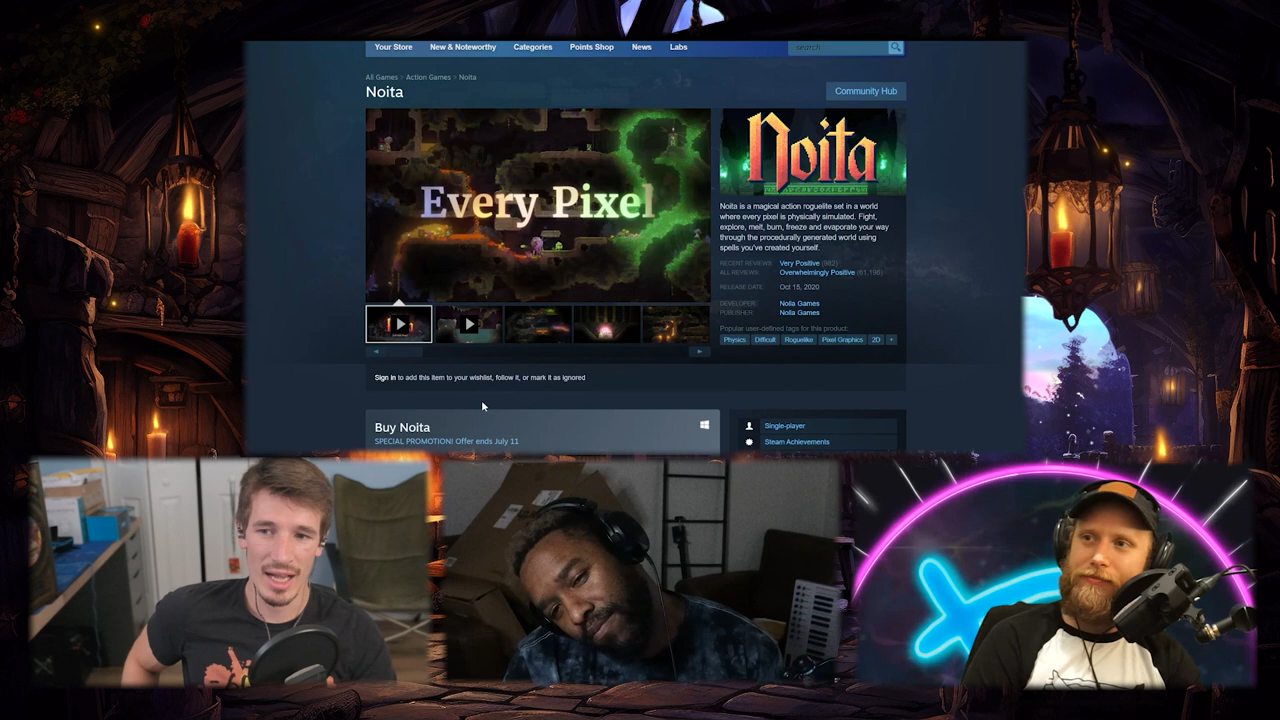 Your Store New & Noteworthy Categories Points Shop News Labs search
All Games > Action Games > Noita
Noita
Community Hub
Every Pixel
Noita
Noita is a magical action roguelite set in a world
where every pixel is physically simulated. Fight,
explore, melt, burn, freeze and evaporate your way
through the procedurally generated world using
spells you've created yourself.
RECENT REVIEWS: Very Positive (982)
ALL REVIEWS: Overwhelmingly Positive (61,196)
RELEASE DATE: Oct 15, 2020
DEVELOPER: Nolla Games
PUBLISHER: Nolla Games
Popular user-defined tags for this product:
Physics Difficult Roguelike Pixel Graphics 2D +
Sign in to add this item to your wishlist, follow it, or mark it as ignored
Buy Noita
SPECIAL PROMOTION! Offer ends July 11
Single-player
Steam Achievements